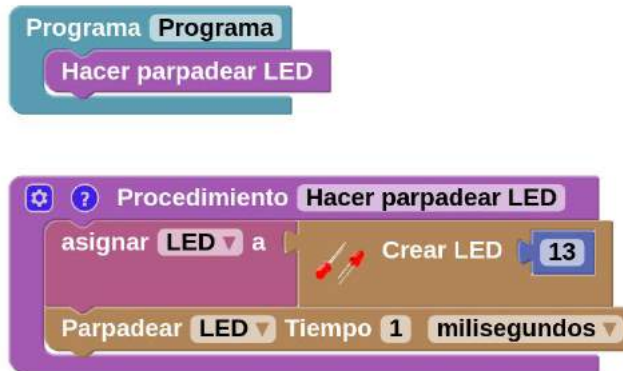 Programa Programa
Hacer parpadear LED
? Procedimiento Hacer parpadear LED
asignar LED a Crear LED 13
Parpadear LED Tiempo 1 milisegundos